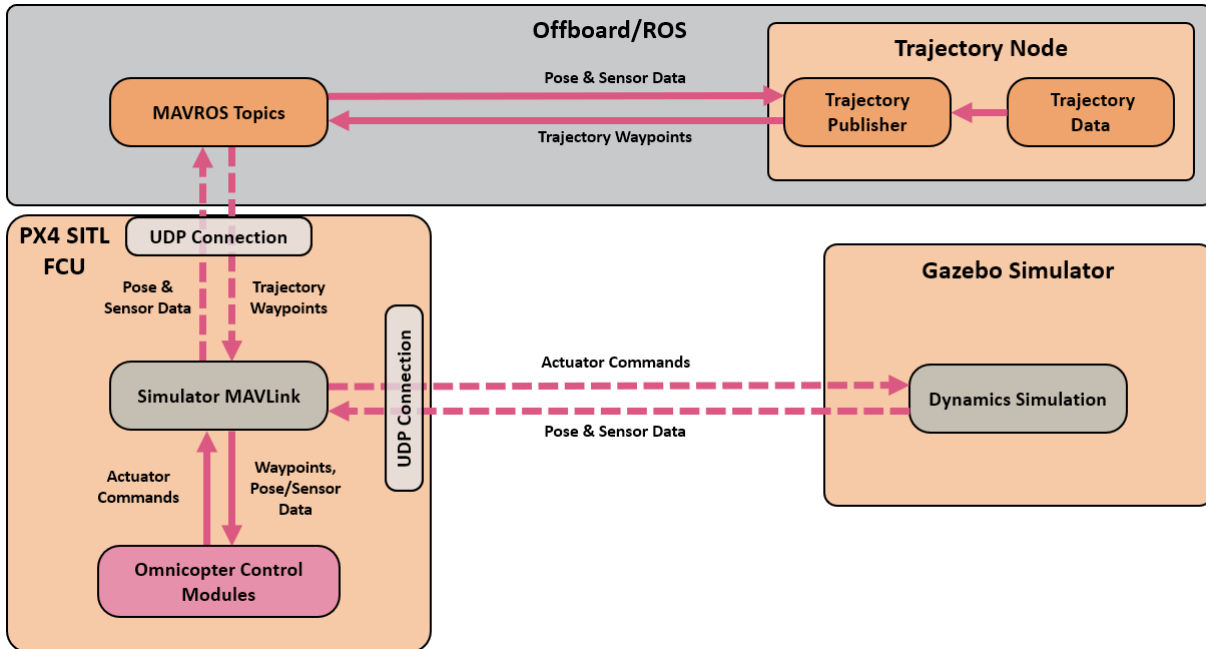 Offboard/ROS
Trajectory Node
Pose & Sensor Data
MAVROS Topics
Trajectory
Publisher
Trajectory
Data
Trajectory Waypoints
PX4 SITL
FCU
UDP Connection
Pose &
Sensor Data
Trajectory
Waypoints
Gazebo Simulator
UDP Connection
Simulator MAVLink
Actuator Commands
Dynamics Simulation
Pose & Sensor Data
Actuator
Commands
Waypoints,
Pose/Sensor
Data
Omnicopter Control
Modules